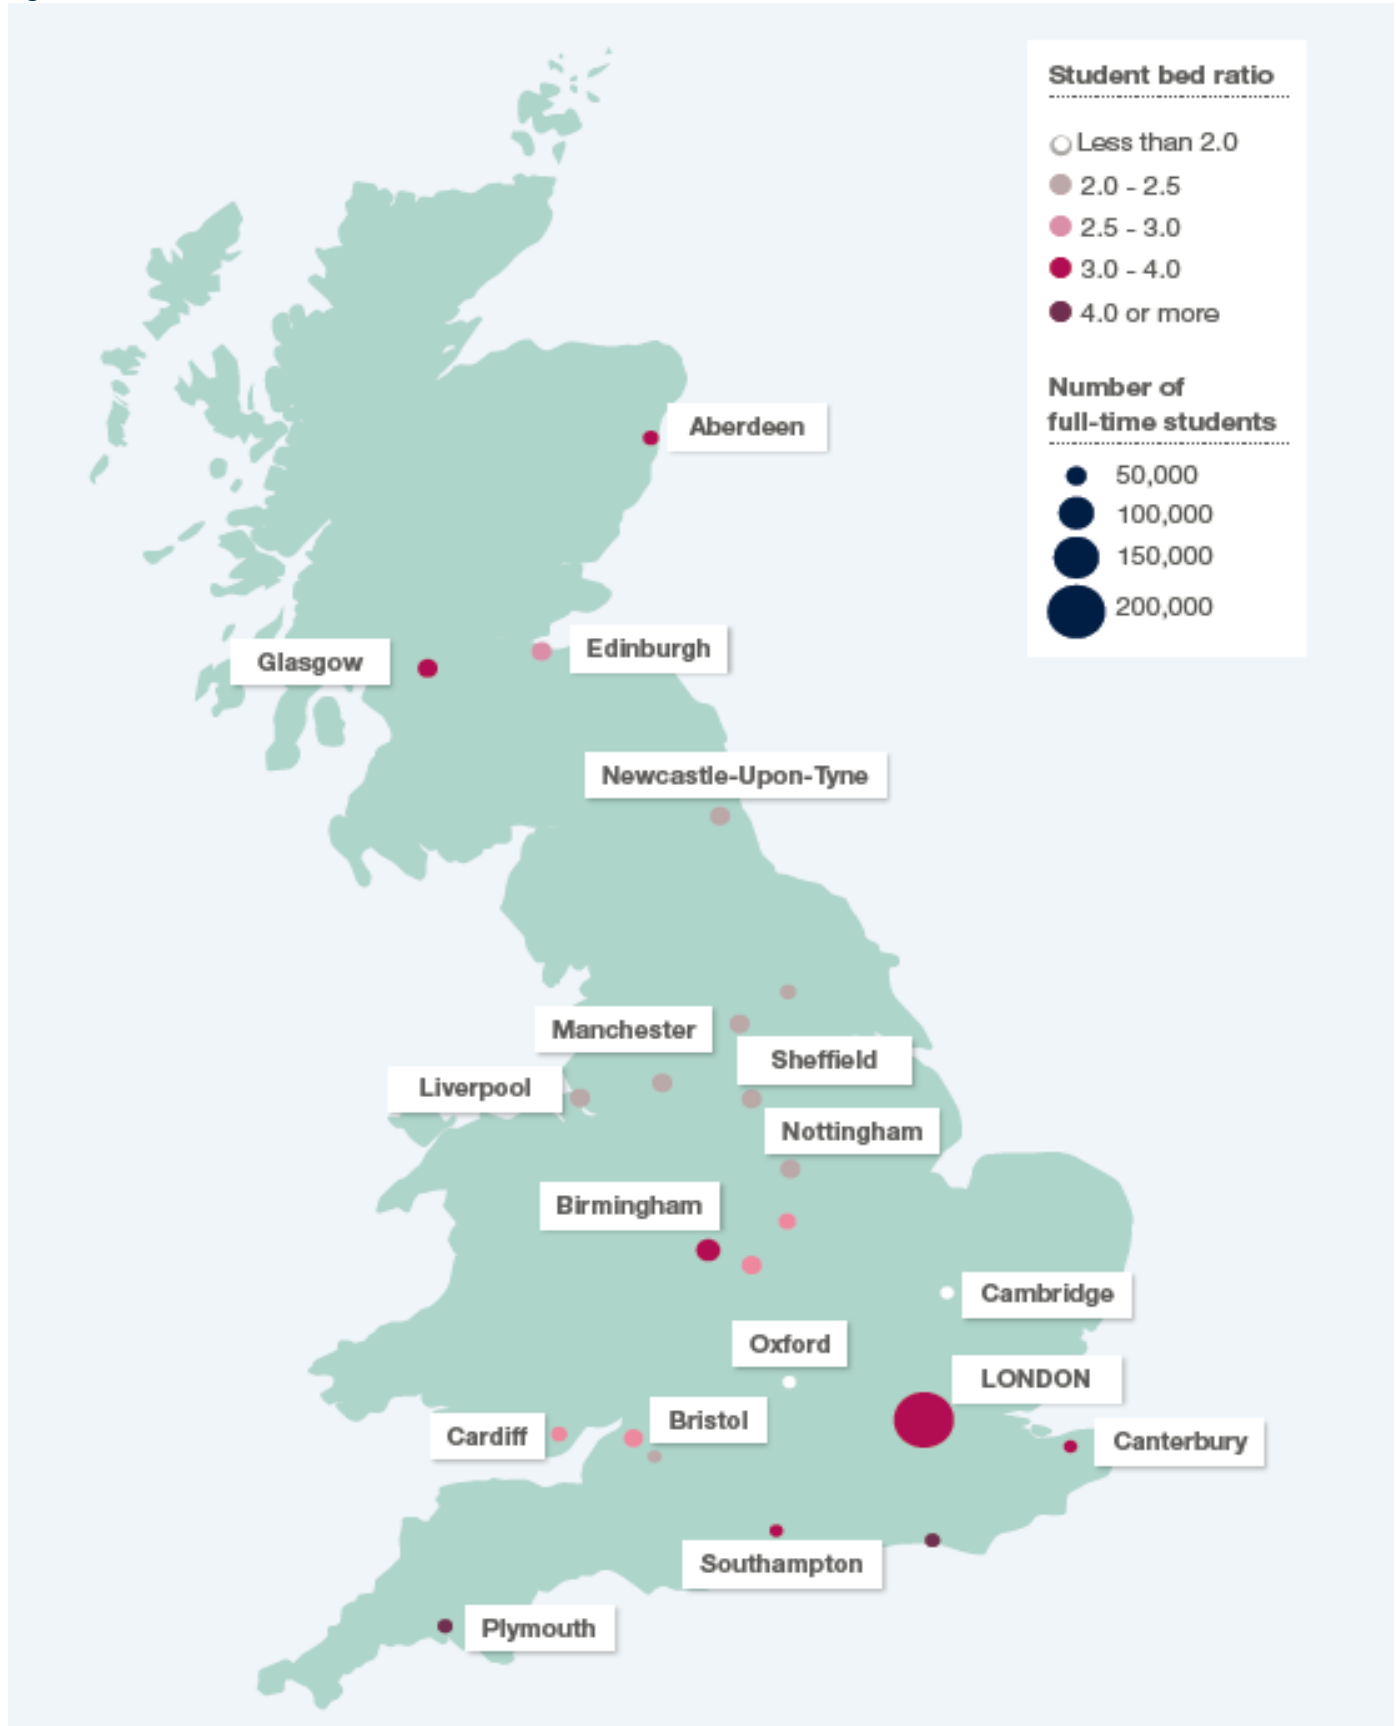 Student bed ratio
Less than 2.0
2.0 - 2.5
2.5 - 3.0
3.0 - 4.0
4.0 or more
Number of
full-time students
50,000
100,000
150,000
200,000
Aberdeen
Edinburgh
Glasgow
Newcastle-Upon-Tyne
Manchester
Sheffield
Liverpool
Nottingham
Birmingham
Cambridge
Oxford
LONDON
Bristol
Cardiff
Canterbury
Southampton
Plymouth